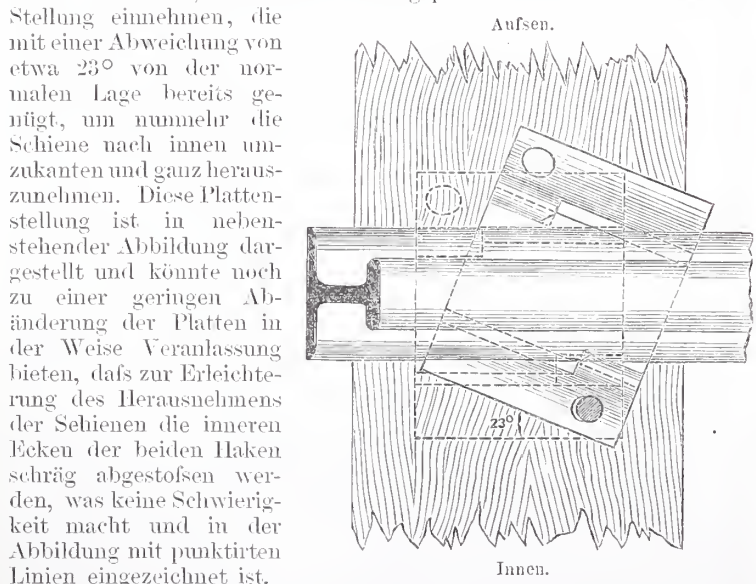 Stellung einnehmen, die
mit einer Abweichung von
etwa 23° von der nor-
malen Lage bereits ge-
nügt, um nunmehr die
Schiene nach innen um-
zukanten und ganz heraus-
zunehmen. Diese Platten-
stellung ist in neben-
stehender Abbildung dar-
gestellt und könnte noch
zu einer geringen Ab-
änderung der Platten in
der Weise Veranlassung
bieten, daſs zur Erleichte-
rung des Herausnehmens
der Schienen die inneren
Ecken der beiden Haken
schräg abgestoſsen wer-
den, was keine Schwierig-
keit macht und in der
Abbildung mit punktirten
Linien eingezeichnet ist.
Auſsen.
23°
Innen.